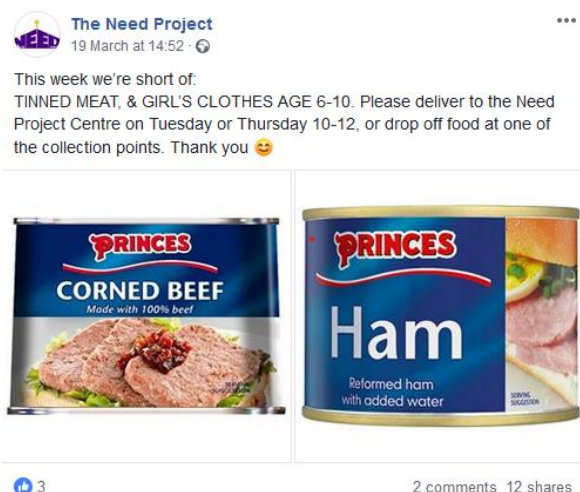 NEED
The Need Project
19 March at 14:52 ·
This week we're short of:
TINNED MEAT, & GIRL'S CLOTHES AGE 6-10. Please deliver to the Need
Project Centre on Tuesday or Thursday 10-12, or drop off food at one of
the collection points. Thank you 😊
PRINCES
CORNED BEEF
Made with 100% beef
PRINCES
Ham
Reformed ham
with added water
SERVING
SUGGESTION
3
2 comments 12 shares